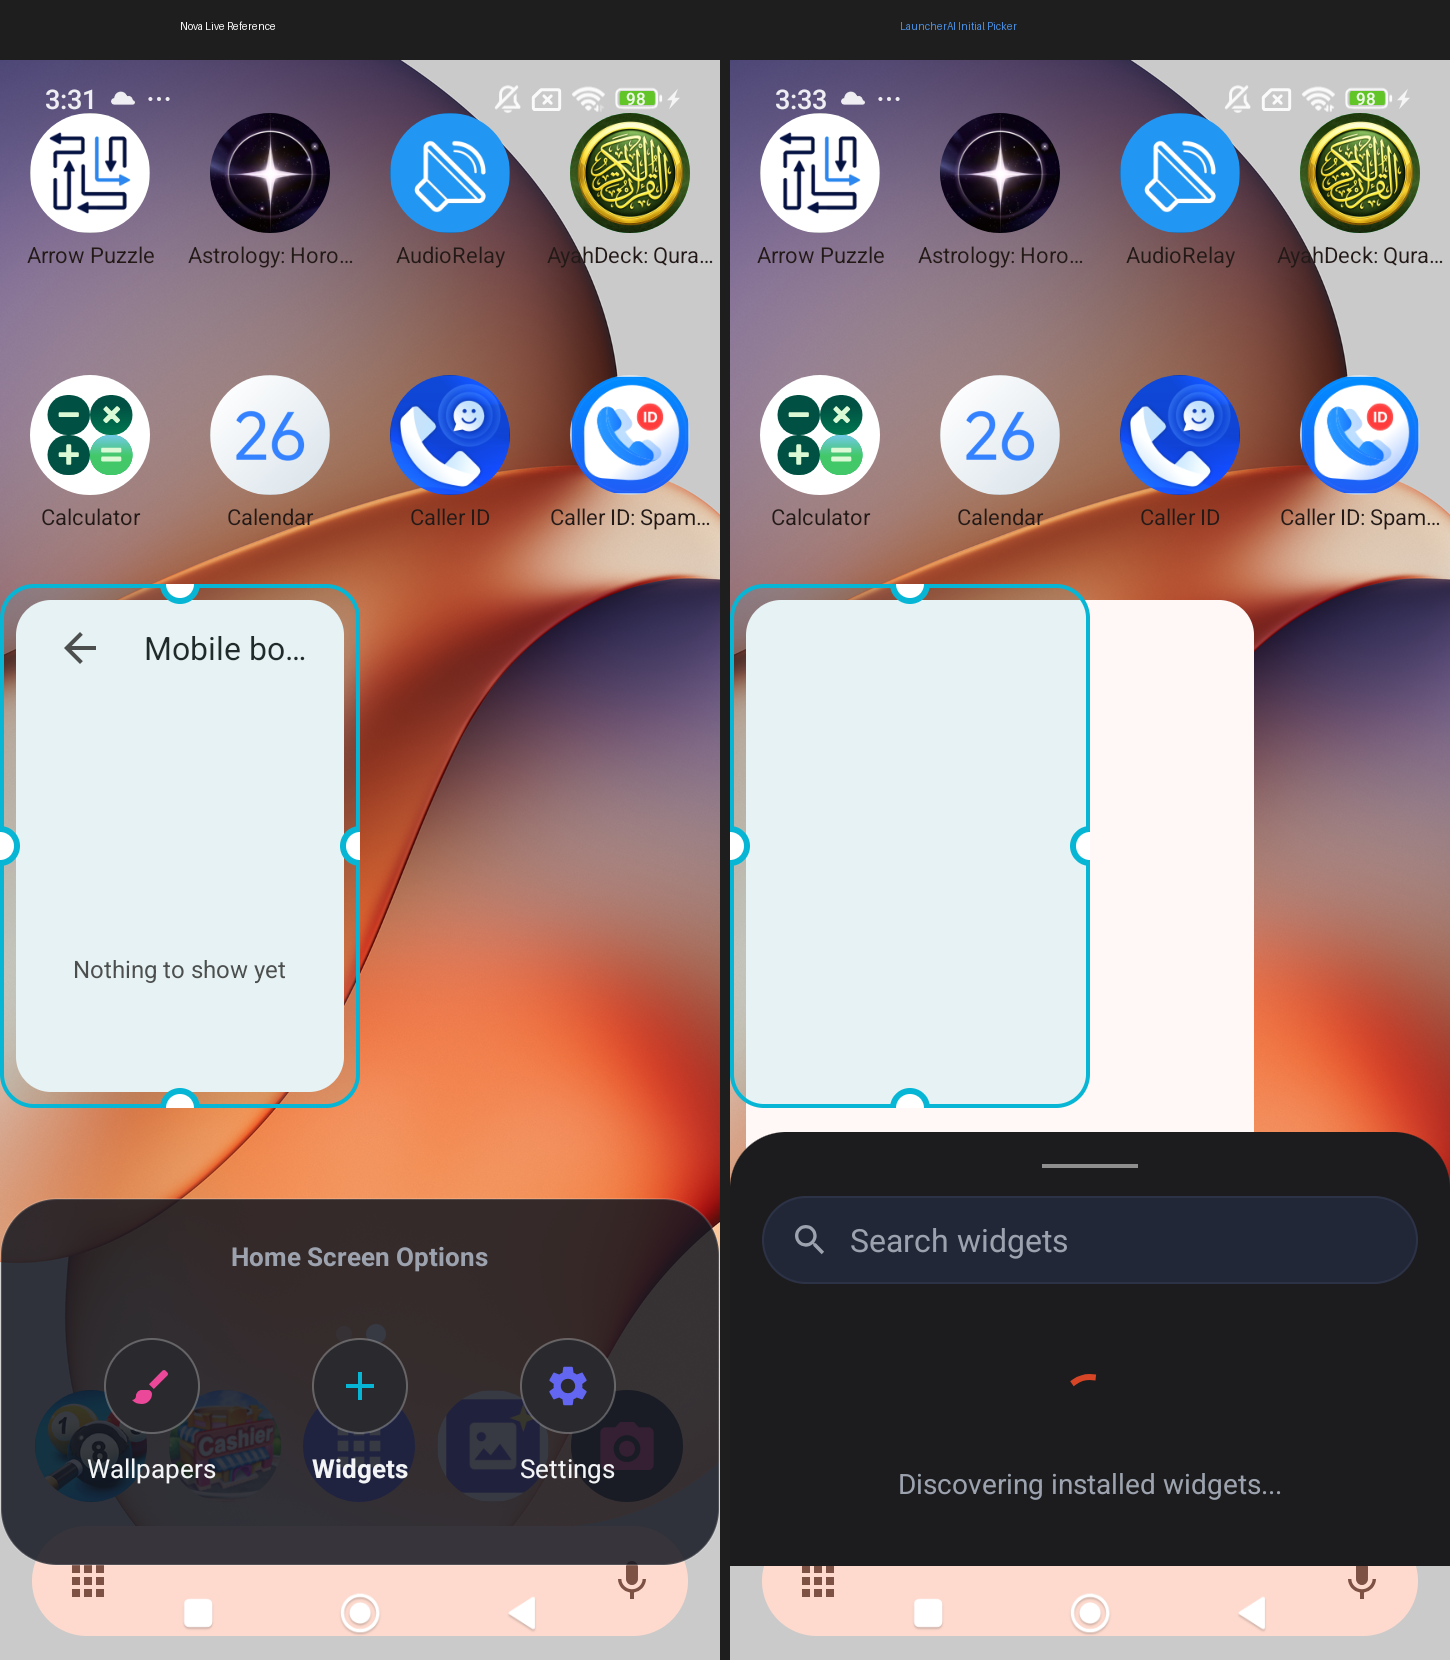 Nova Live Reference
LauncherAI Initial Picker
3:31
98
Arrow Puzzle
Astrology: Horo...
AudioRelay
AyahDeck: Qura...
26
ID
Calculator
Calendar
Caller ID
Caller ID: Spam...
Mobile bo...
Nothing to show yet
Home Screen Options
1
8
Cashier
Wallpapers
Widgets
Settings
3:33
98
Arrow Puzzle
Astrology: Horo...
AudioRelay
AyahDeck: Qura...
26
ID
Calculator
Calendar
Caller ID
Caller ID: Spam...
Search widgets
Discovering installed widgets...